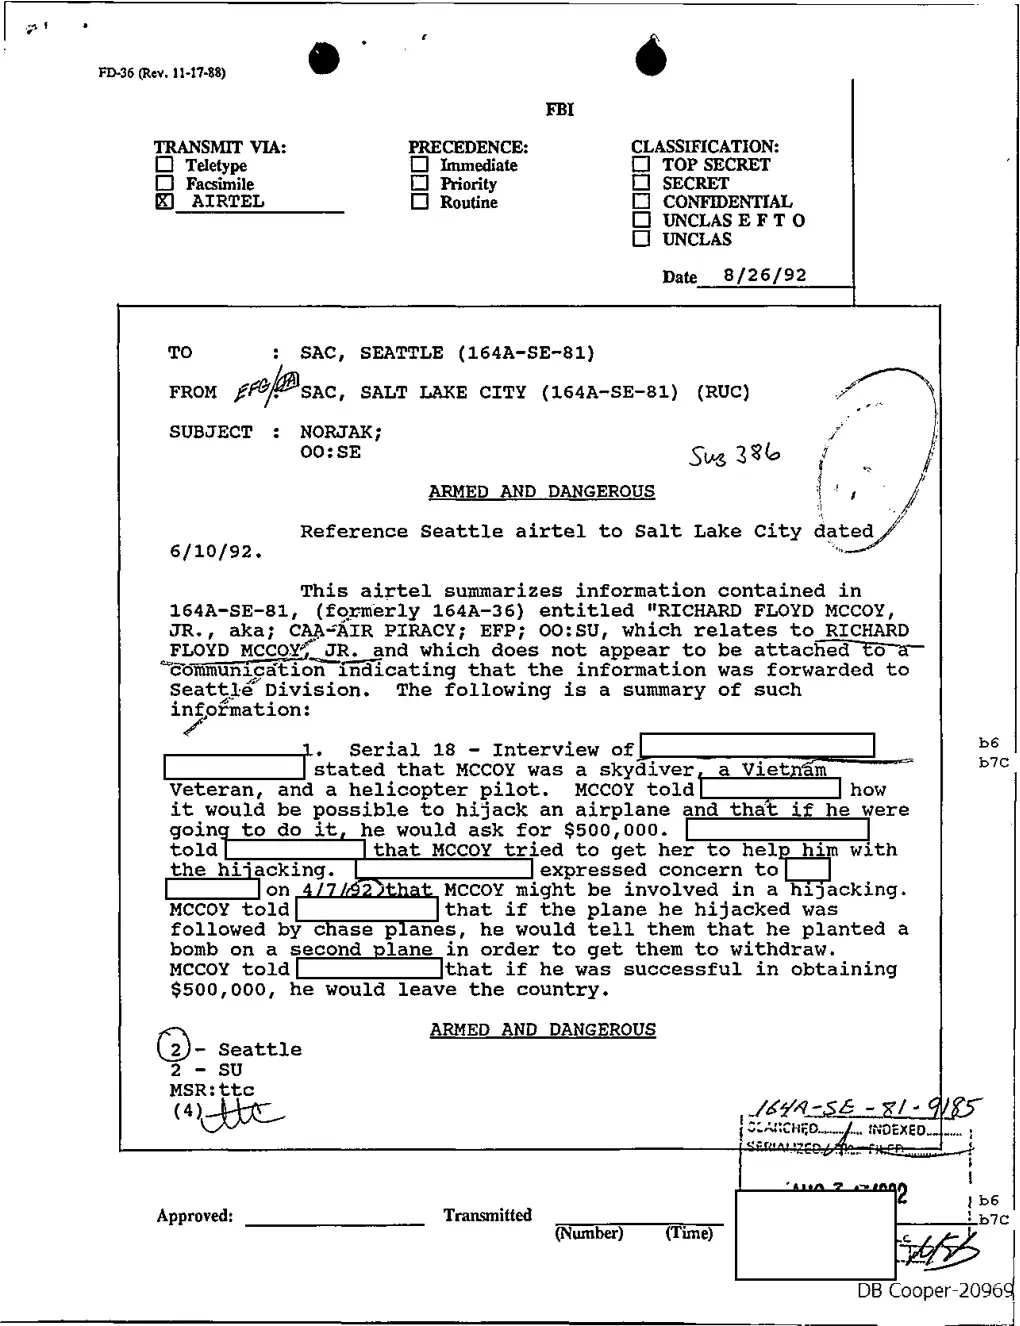 FD-36 (Rev. 11-17-88)
FBI
TRANSMIT VIA:
Teletype
Facsimile
X AIRTEL
PRECEDENCE:
Immediate
Priority
Routine
CLASSIFICATION:
TOP SECRET
SECRET
CONFIDENTIAL
UNCLAS E F T O
UNCLAS
Date 8/26/92
TO : SAC, SEATTLE (164A-SE-81)
FROM : SAC, SALT LAKE CITY (164A-SE-81) (RUC)
SUBJECT : NORJAK;
OO:SE
Sub 386
ARMED AND DANGEROUS
Reference Seattle airtel to Salt Lake City dated
6/10/92.
This airtel summarizes information contained in
164A-SE-81, (formerly 164A-36) entitled "RICHARD FLOYD MCCOY,
JR., aka; CAA-AIR PIRACY; EFP; OO:SU, which relates to RICHARD
FLOYD MCCOY, JR. and which does not appear to be attached to a
communication indicating that the information was forwarded to
Seattle Division. The following is a summary of such
information:
1. Serial 18 - Interview of
b6
b7C
stated that MCCOY was a skydiver, a Vietnam
Veteran, and a helicopter pilot. MCCOY told how
it would be possible to hijack an airplane and that if he were
going to do it, he would ask for $500,000.
told that MCCOY tried to get her to help him with
the hijacking. expressed concern to
on 4/7/92 that MCCOY might be involved in a hijacking.
MCCOY told that if the plane he hijacked was
followed by chase planes, he would tell them that he planted a
bomb on a second plane in order to get them to withdraw.
MCCOY told that if he was successful in obtaining
$500,000, he would leave the country.
ARMED AND DANGEROUS
2 - Seattle
2 - SU
MSR:ttc
(4) ttc
164A-SE-81-9185
SEARCHED INDEXED
SERIALIZED FILED
b6
b7C
Approved: Transmitted
(Number) (Time)
DB Cooper-20969